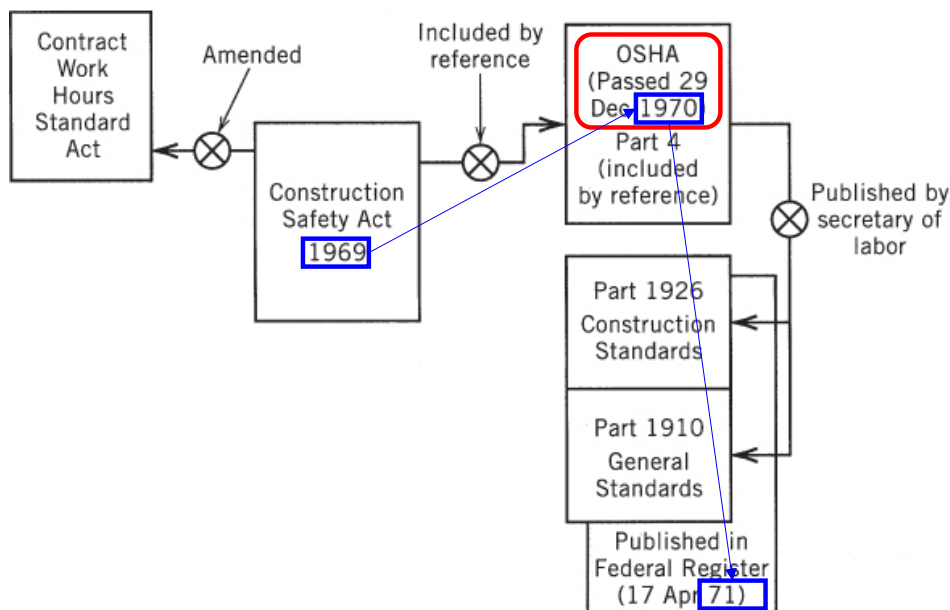 Contract
Work
Hours
Standard
Act
Amended
Construction
Safety Act
1969
Included by
reference
OSHA
(Passed 29
Dec 1970)
Part 4
(included
by reference)
Published by
secretary of
labor
Part 1926
Construction
Standards
Part 1910
General
Standards
Published in
Federal Register
(17 Apr 71)